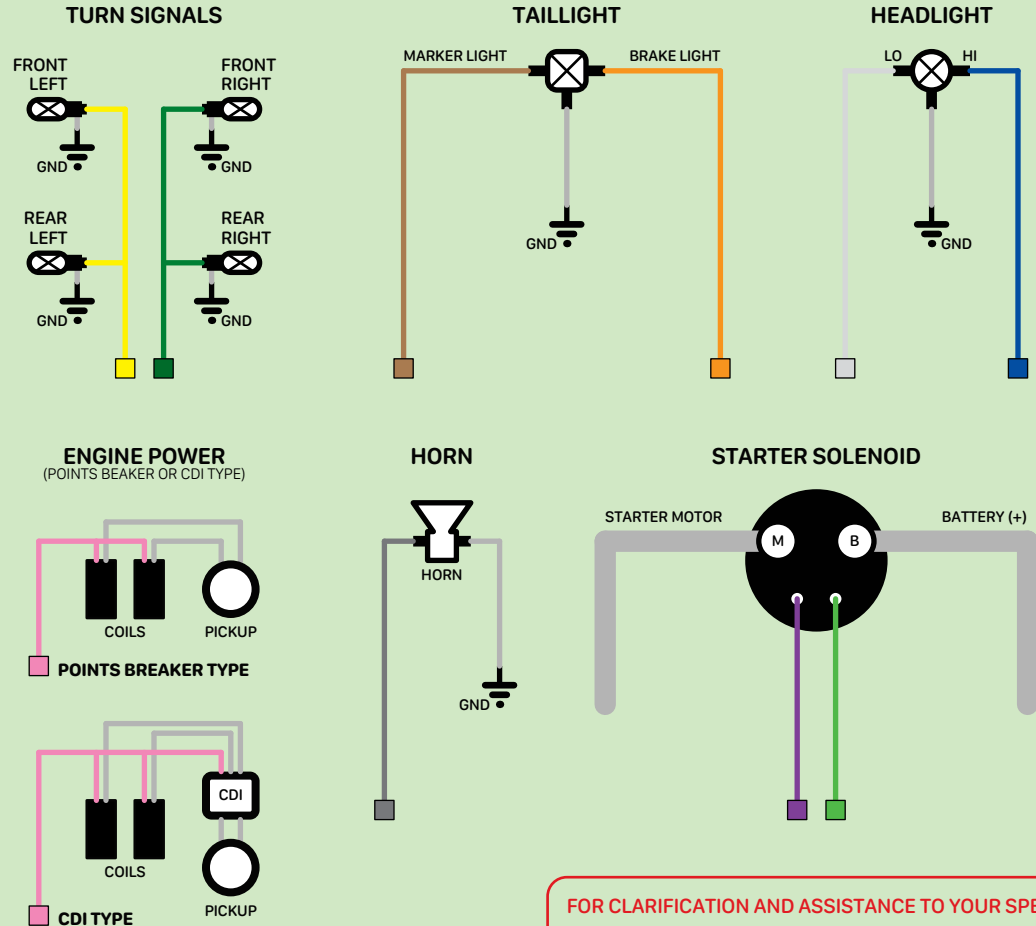 TURN SIGNALS
FRONT
LEFT
FRONT
RIGHT
GND
GND
REAR
LEFT
REAR
RIGHT
GND
GND
TAILLIGHT
MARKER LIGHT
BRAKE LIGHT
GND
HEADLIGHT
LO
HI
GND
ENGINE POWER
(POINTS BEAKER OR CDI TYPE)
COILS
PICKUP
POINTS BREAKER TYPE
CDI
COILS
PICKUP
CDI TYPE
HORN
HORN
GND
STARTER SOLENOID
STARTER MOTOR
BATTERY (+)
M
B
FOR CLARIFICATION AND ASSISTANCE TO YOUR SPE